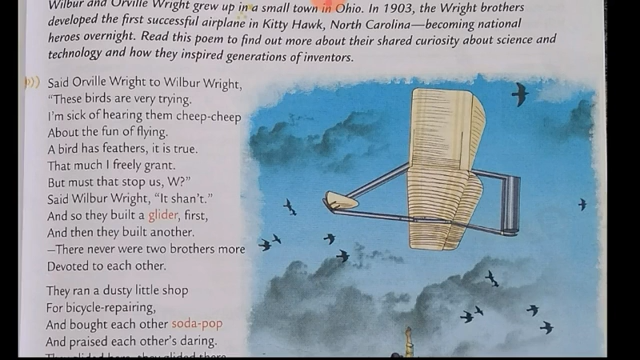 Wilbur and Orville Wright grew up in a small town in Ohio. In 1903, the Wright brothers
developed the first successful airplane in Kitty Hawk, North Carolina—becoming national
heroes overnight. Read this poem to find out more about their shared curiosity about science and
technology and how they inspired generations of inventors.
Said Orville Wright to Wilbur Wright,
“These birds are very trying.
I'm sick of hearing them cheep-cheep
About the fun of flying.
A bird has feathers, it is true.
That much I freely grant.
But must that stop us, W?”
Said Wilbur Wright, “It shan't.”
And so they built a glider, first,
And then they built another.
—There never were two brothers more
Devoted to each other.
They ran a dusty little shop
For bicycle-repairing,
And bought each other soda-pop
And praised each other's daring.
They glided here, they glided there